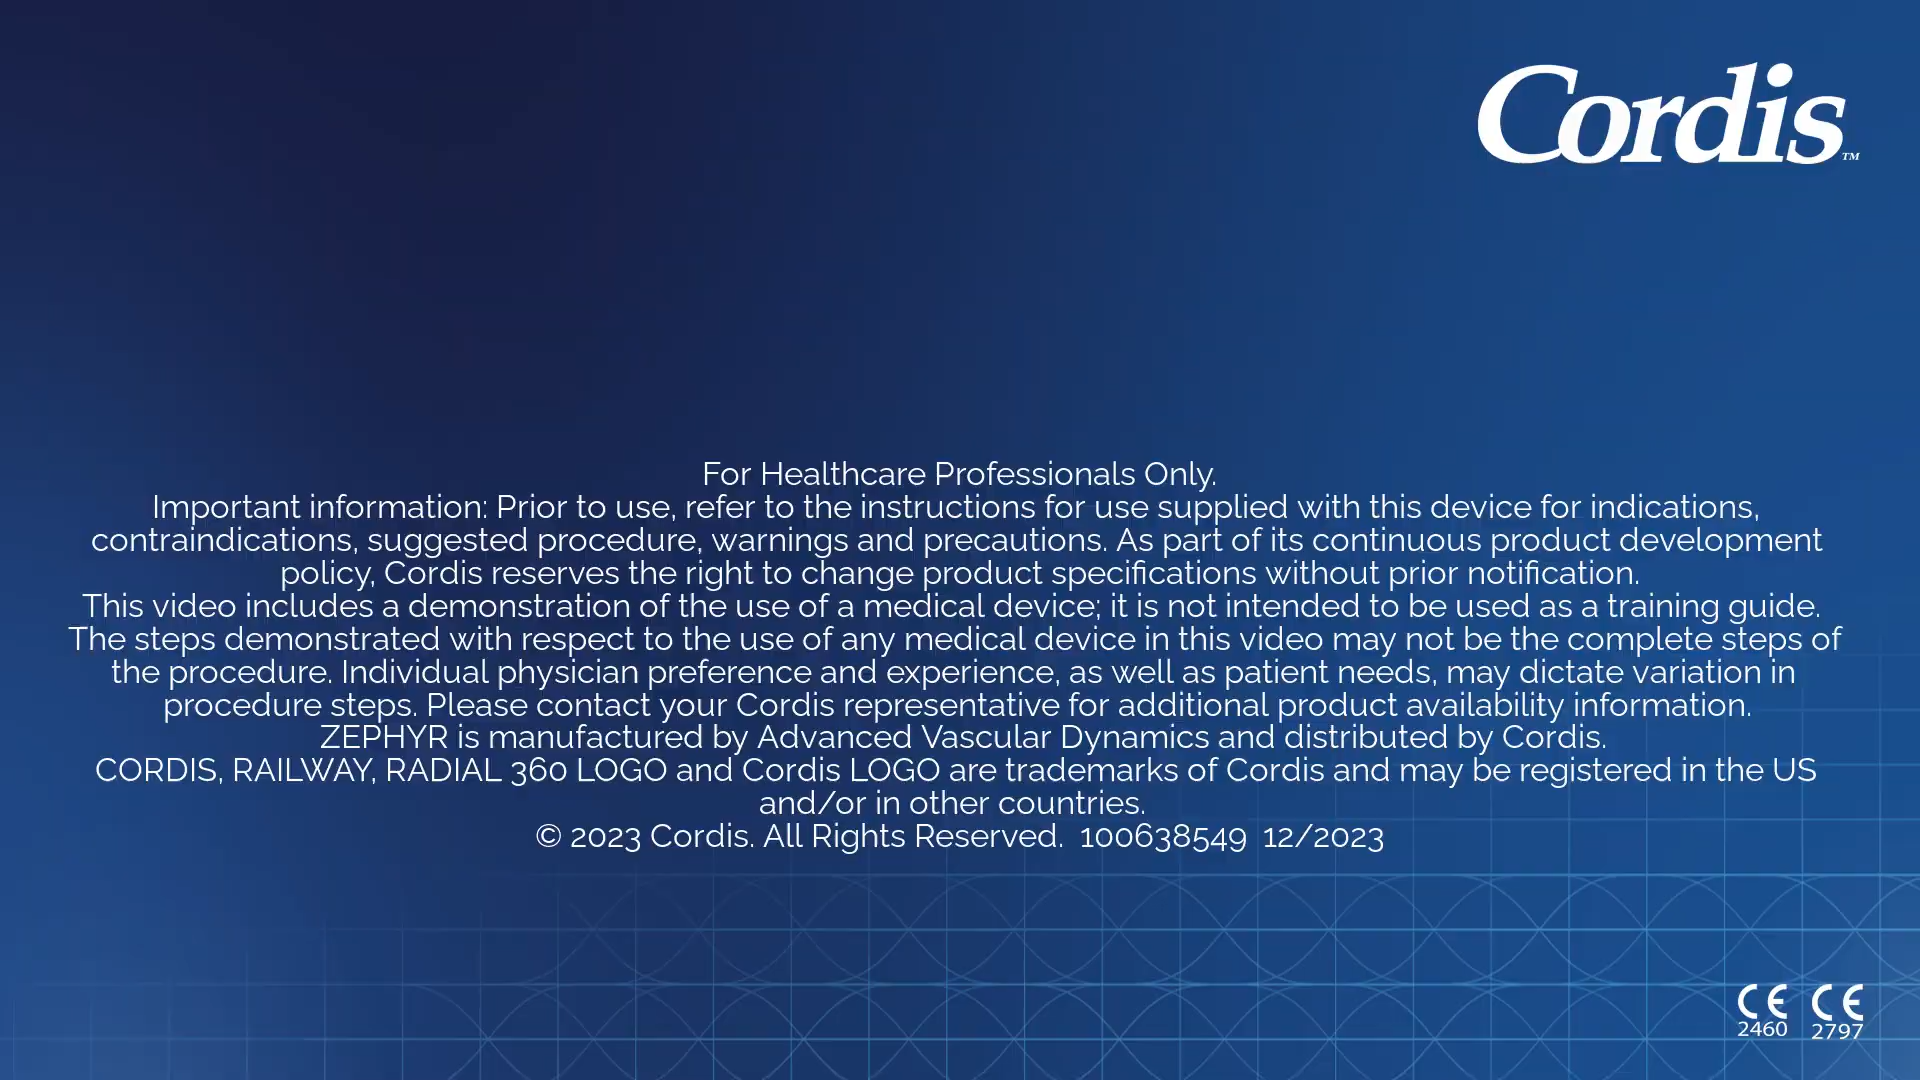 Cordis™
For Healthcare Professionals Only.
Important information: Prior to use, refer to the instructions for use supplied with this device for indications,
contraindications, suggested procedure, warnings and precautions. As part of its continuous product development
policy, Cordis reserves the right to change product specifications without prior notification.
This video includes a demonstration of the use of a medical device; it is not intended to be used as a training guide.
The steps demonstrated with respect to the use of any medical device in this video may not be the complete steps of
the procedure. Individual physician preference and experience, as well as patient needs, may dictate variation in
procedure steps. Please contact your Cordis representative for additional product availability information.
ZEPHYR is manufactured by Advanced Vascular Dynamics and distributed by Cordis.
CORDIS, RAILWAY, RADIAL 360 LOGO and Cordis LOGO are trademarks of Cordis and may be registered in the US
and/or in other countries.
© 2023 Cordis. All Rights Reserved. 100638549 12/2023
CE CE
2460 2797